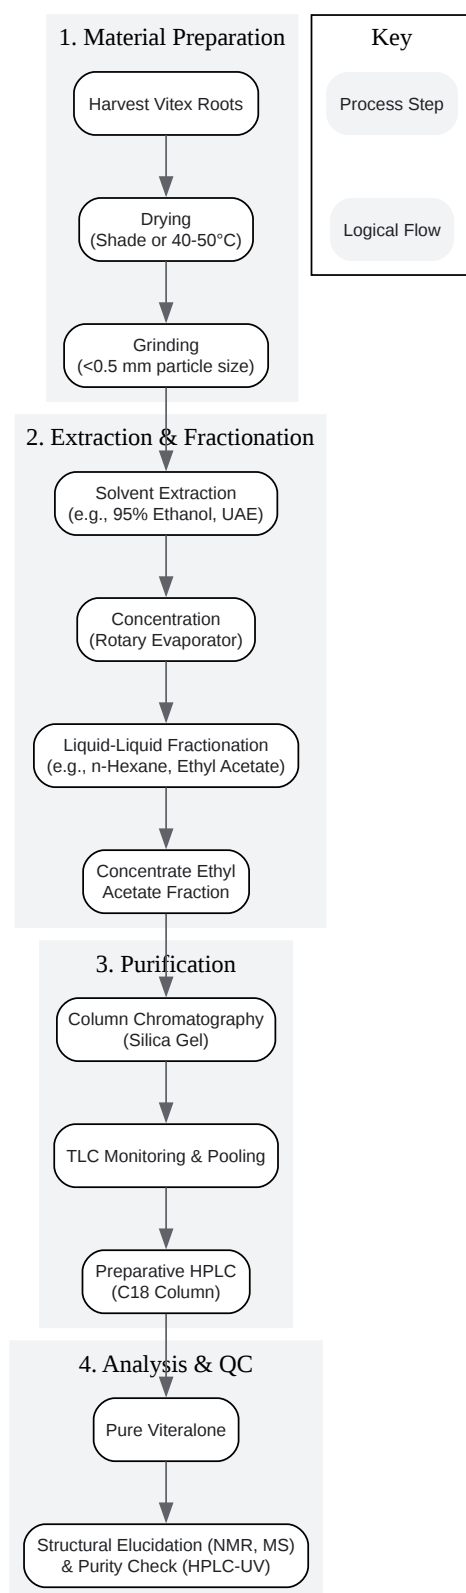 1. Material Preparation
Harvest Vitex Roots
Drying
(Shade or 40-50°C)
Grinding
(<0.5 mm particle size)
Key
Process Step
Logical Flow
2. Extraction & Fractionation
Solvent Extraction
(e.g., 95% Ethanol, UAE)
Concentration
(Rotary Evaporator)
Liquid-Liquid Fractionation
(e.g., n-Hexane, Ethyl Acetate)
Concentrate Ethyl
Acetate Fraction
3. Purification
Column Chromatography
(Silica Gel)
TLC Monitoring & Pooling
Preparative HPLC
(C18 Column)
4. Analysis & QC
Pure Viteralone
Structural Elucidation (NMR, MS)
& Purity Check (HPLC-UV)